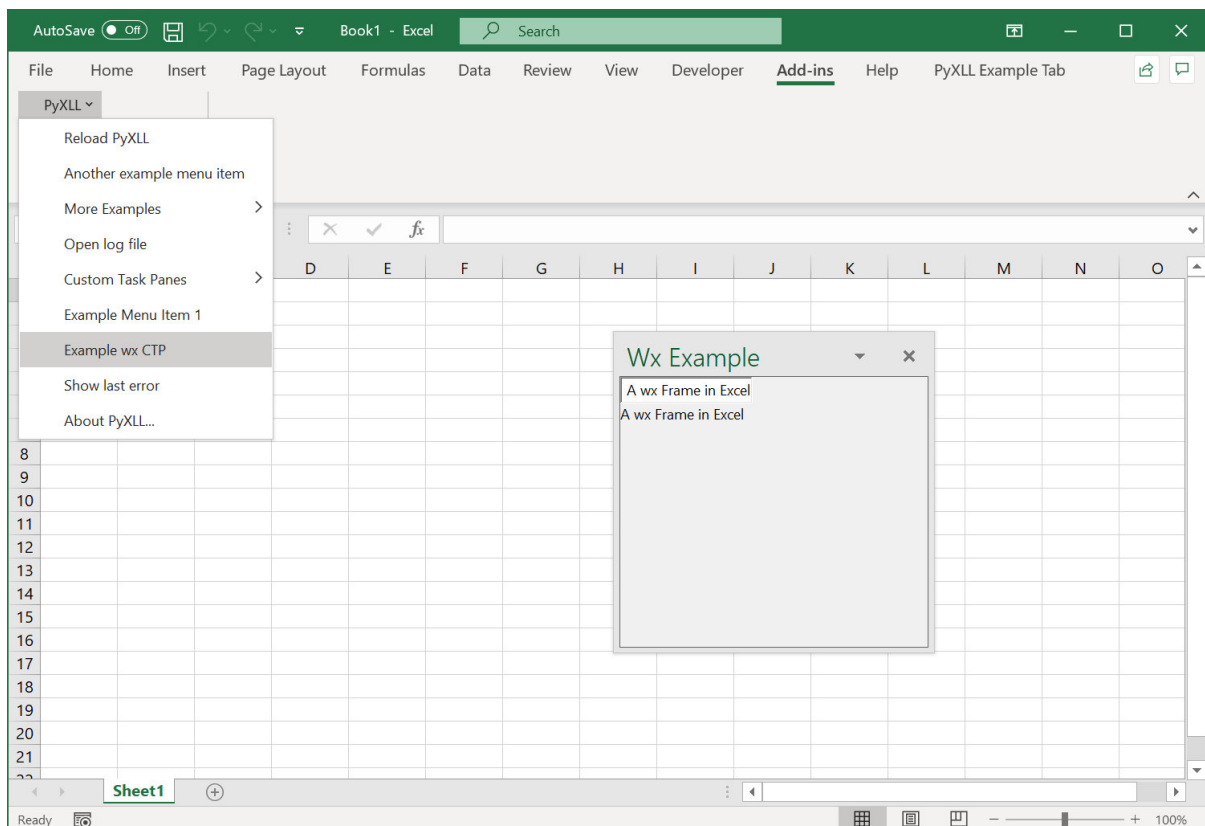 AutoSave Off Book1 - Excel Search
File Home Insert Page Layout Formulas Data Review View Developer Add-ins Help PyXLL Example Tab
PyXLL
Reload PyXLL
Another example menu item
More Examples
Open log file
Custom Task Panes
Example Menu Item 1
Example wx CTP
Show last error
About PyXLL...
fx
D E F G H I J K L M N O
Wx Example
A wx Frame in Excel
A wx Frame in Excel
8
9
10
11
12
13
14
15
16
17
18
19
20
21
Sheet1
Ready 100%